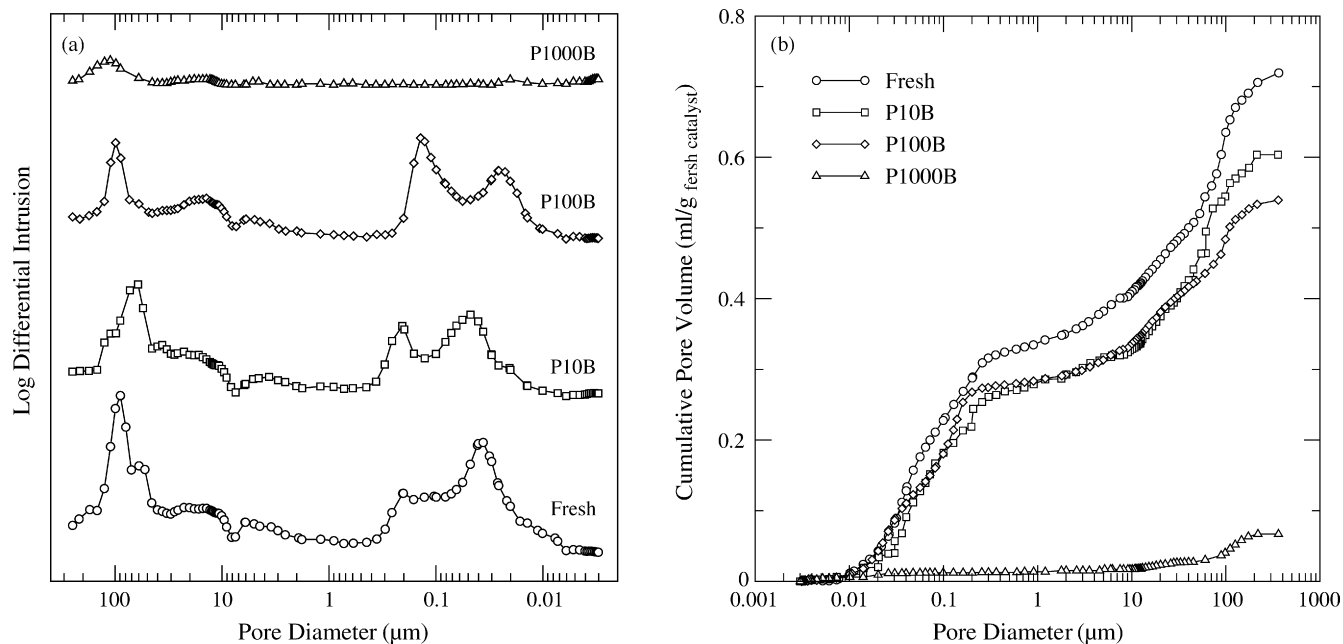 (a)
P1000B
P100B
P10B
Fresh
Log Differential Intrusion
100
10
1
0.1
0.01
Pore Diameter (μm)
(b)
Fresh
P10B
P100B
P1000B
Cumulative Pore Volume (ml/g fersh catalyst)
0.8
0.6
0.4
0.2
0
0.001
0.01
0.1
1
10
100
1000
Pore Diameter (μm)